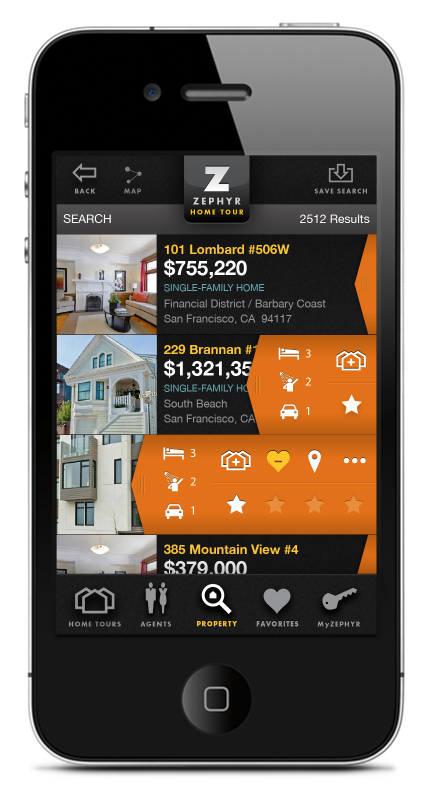 BACK
MAP
Z
ZEPHYR
HOME TOUR
SAVE SEARCH
SEARCH
2512 Results
101 Lombard #506W
$755,220
SINGLE-FAMILY HOME
Financial District / Barbary Coast
San Francisco, CA 94117
229 Brannan #
$1,321,35
SINGLE-FAMILY HO
South Beach
San Francisco, CA
3
2
1
3
2
1
385 Mountain View #4
$379,000
HOME TOURS
AGENTS
PROPERTY
FAVORITES
MyZEPHYR